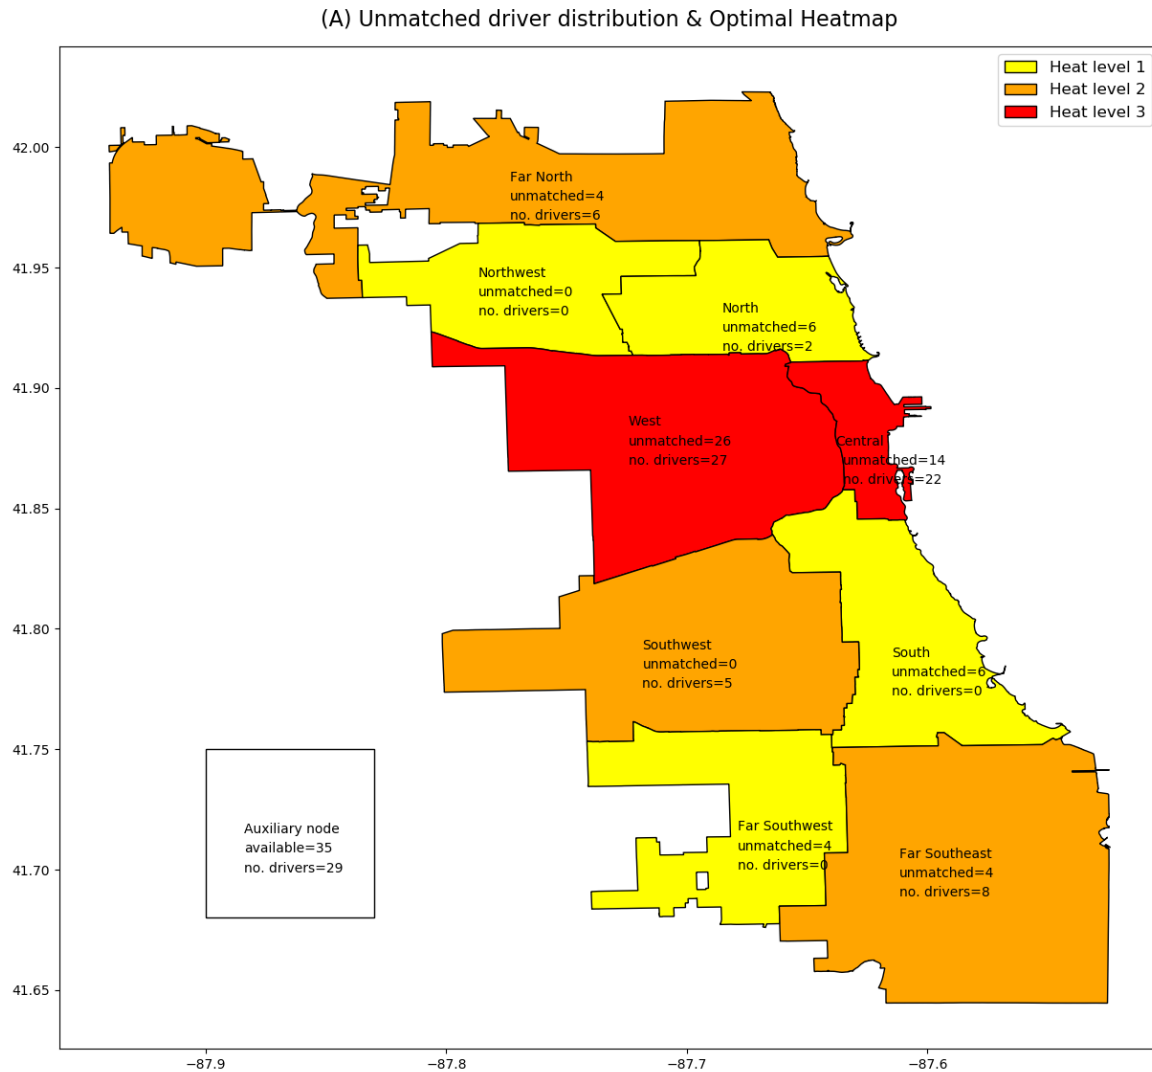 (A) Unmatched driver distribution & Optimal Heatmap
Heat level 1
Heat level 2
Heat level 3
42.00
41.95
41.90
41.85
41.80
41.75
41.70
41.65
Far North
unmatched=4
no. drivers=6
Northwest
unmatched=0
no. drivers=0
North
unmatched=6
no. drivers=2
West
unmatched=26
no. drivers=27
Central
unmatched=14
no. drivers=22
Southwest
unmatched=0
no. drivers=5
South
unmatched=6
no. drivers=0
Auxiliary node
available=35
no. drivers=29
Far Southwest
unmatched=4
no. drivers=0
Far Southeast
unmatched=4
no. drivers=8
−87.9
−87.8
−87.7
−87.6